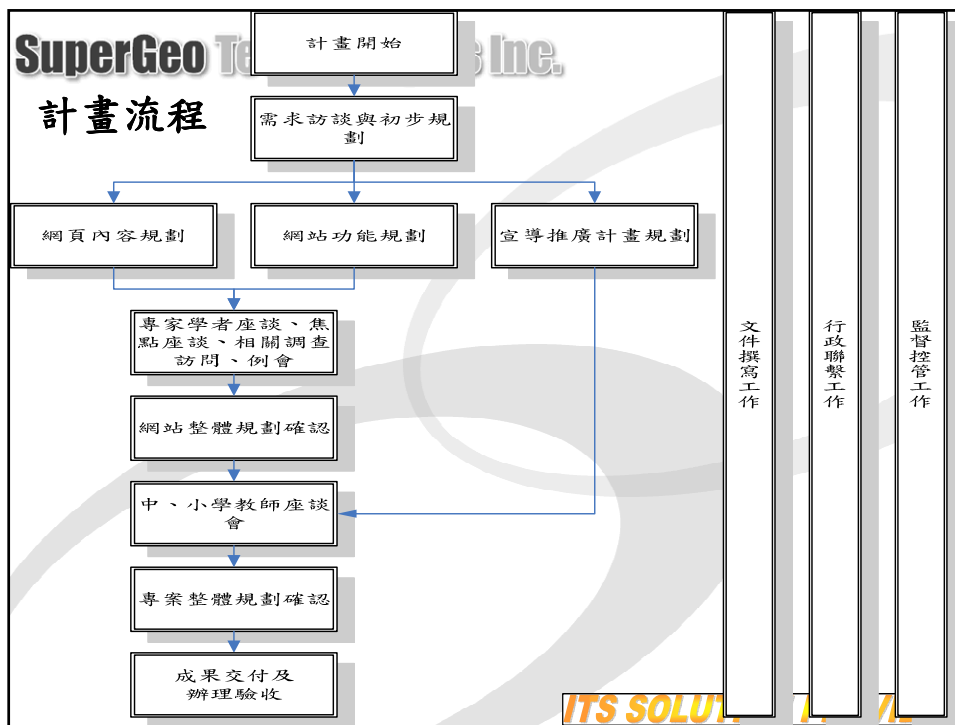 SuperGeo Te s Inc.
計畫流程
計畫開始
需求訪談與初步規
劃
網頁內容規劃
網站功能規劃
宣導推廣計畫規劃
專家學者座談、焦
點座談、相關調查
訪問、例會
網站整體規劃確認
中、小學教師座談
會
專案整體規劃確認
成果交付及
辦理驗收
文件撰寫工作
行政聯繫工作
監督控管工作
ITS SOLUT